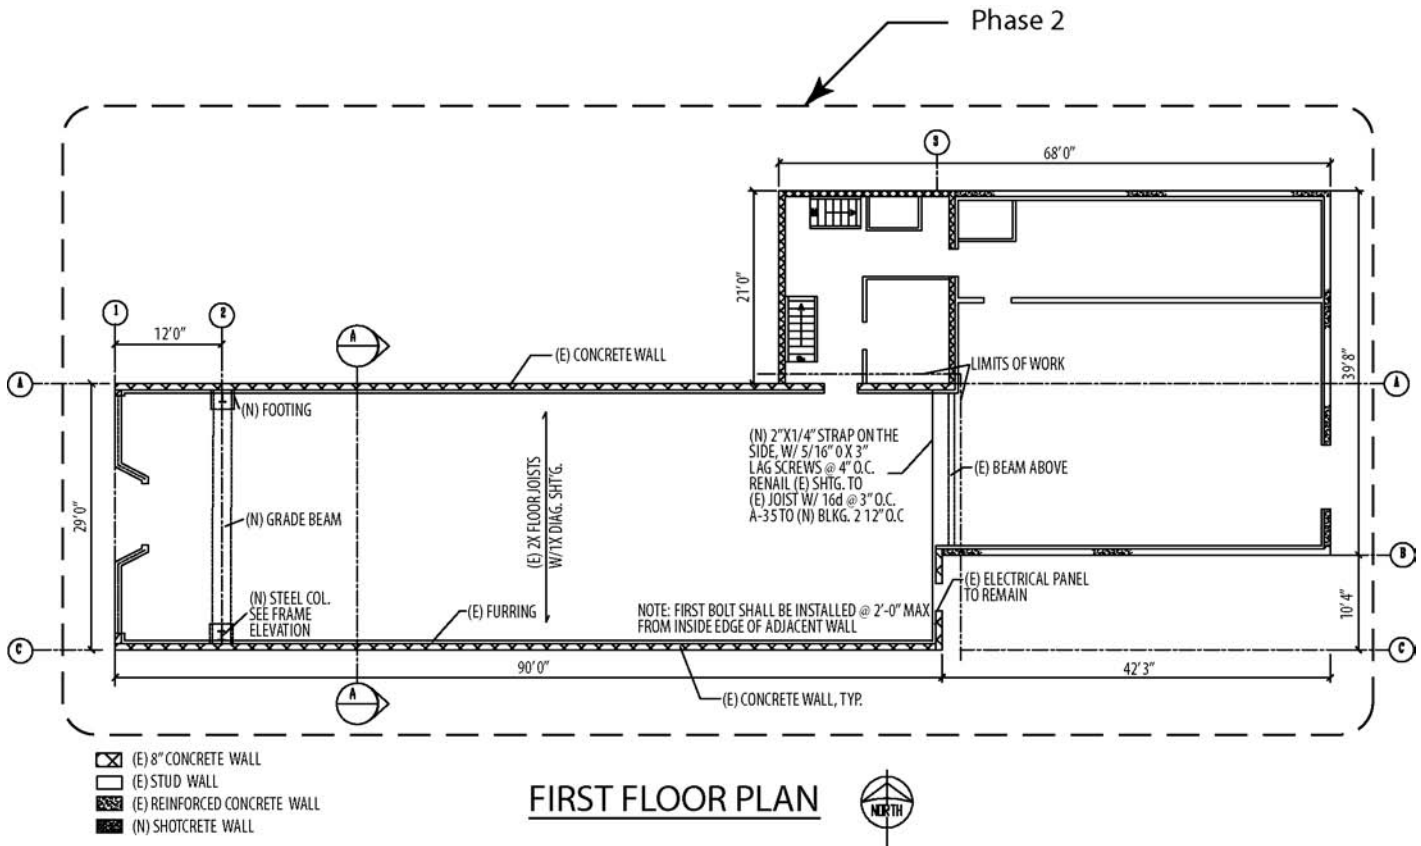 Phase 2
3
68'0"
21'0"
39'8"
1
2
12'0"
A
(E) CONCRETE WALL
LIMITS OF WORK
A
A
(N) FOOTING
(N) 2"X1/4" STRAP ON THE
SIDE, W/ 5/16" 0 X 3"
LAG SCREWS @ 4" O.C.
RENAIL (E) SHTG. TO
(E) JOIST W/ 16d @ 3" O.C.
A-35 TO (N) BLKG. 2 12" O.C
(E) BEAM ABOVE
(E) 2X FLOOR JOISTS
W/1X DIAG. SHT'G.
29'0"
(N) GRADE BEAM
B
(N) STEEL COL.
SEE FRAME
ELEVATION
(E) FURRING
NOTE: FIRST BOLT SHALL BE INSTALLED @ 2'-0" MAX
FROM INSIDE EDGE OF ADJACENT WALL
(E) ELECTRICAL PANEL
TO REMAIN
10'4"
C
C
90'0"
42'3"
A
(E) CONCRETE WALL, TYP.
(E) 8" CONCRETE WALL
(E) STUD WALL
(E) REINFORCED CONCRETE WALL
(N) SHOTCRETE WALL
FIRST FLOOR PLAN
NORTH